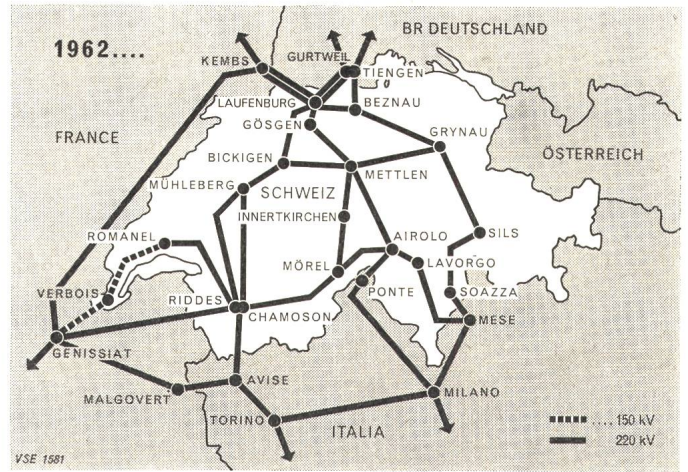 1962....
BR DEUTSCHLAND
KEMBS
GURTWEIL
TIENGEN
LAUFENBURG
BEZNAU
GÖSGEN
FRANCE
GRYNAU
ÖSTERREICH
BICKIGEN
METTLEN
MÜHLEBERG
SCHWEIZ
INNERTKIRCHEN
ROMANEL
AIROLO
SILS
MÖREL
LAVORGO
VERBOIS
PONTE
SOAZZA
RIDDES
CHAMOSON
MESE
GENISSIAT
AVISE
MALGOVERT
MILANO
TORINO
ITALIA
....150 kV
220 kV
VSE 1581